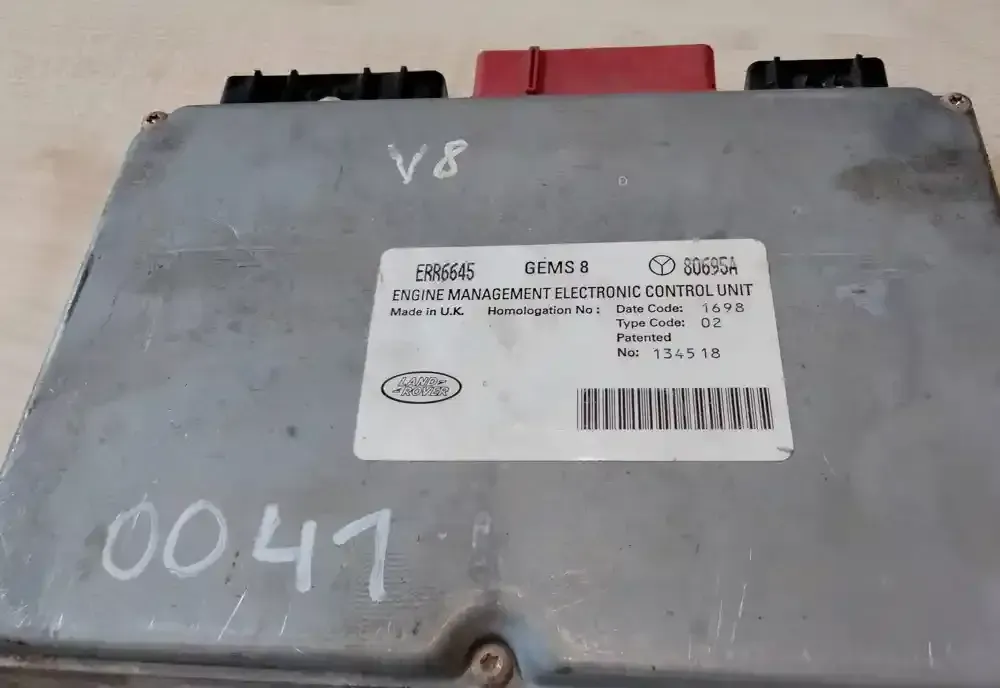 V8
ERR6645 GEMS 8 80695A
ENGINE MANAGEMENT ELECTRONIC CONTROL UNIT
Made in U.K. Homologation No: Date Code: 1698
Type Code: 02
Patented
No: 134518
LAND
ROVER
0041